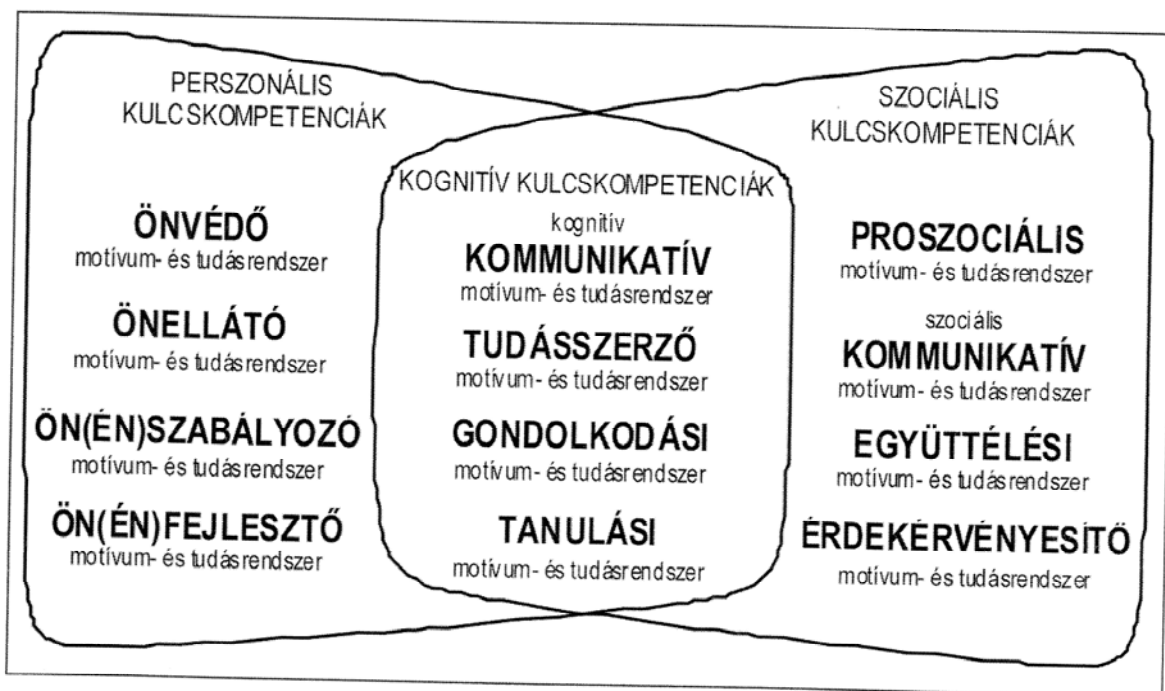 PERSZONÁLIS
KULCSKOMPETENCIÁK
ÖNVÉDŐ
motívum- és tudásrendszer
ÖNELLÁTÓ
motívum- és tudásrendszer
ÖN(ÉN)SZABÁLYOZÓ
motívum- és tudásrendszer
ÖN(ÉN)FEJLESZTŐ
motívum- és tudásrendszer
KOGNITÍV KULCSKOMPETENCIÁK
kognitív
KOMMUNIKATÍV
motívum- és tudásrendszer
TUDÁSSZERZŐ
motívum- és tudásrendszer
GONDOLKODÁSI
motívum- és tudásrendszer
TANULÁSI
motívum- és tudásrendszer
SZOCIÁLIS
KULCSKOMPETENCIÁK
PROSZOCIÁLIS
motívum- és tudásrendszer
szociális
KOMMUNIKATÍV
motívum- és tudásrendszer
EGYÜTTÉLÉSI
motívum- és tudásrendszer
ÉRDEKÉRVÉNYESÍTŐ
motívum- és tudásrendszer